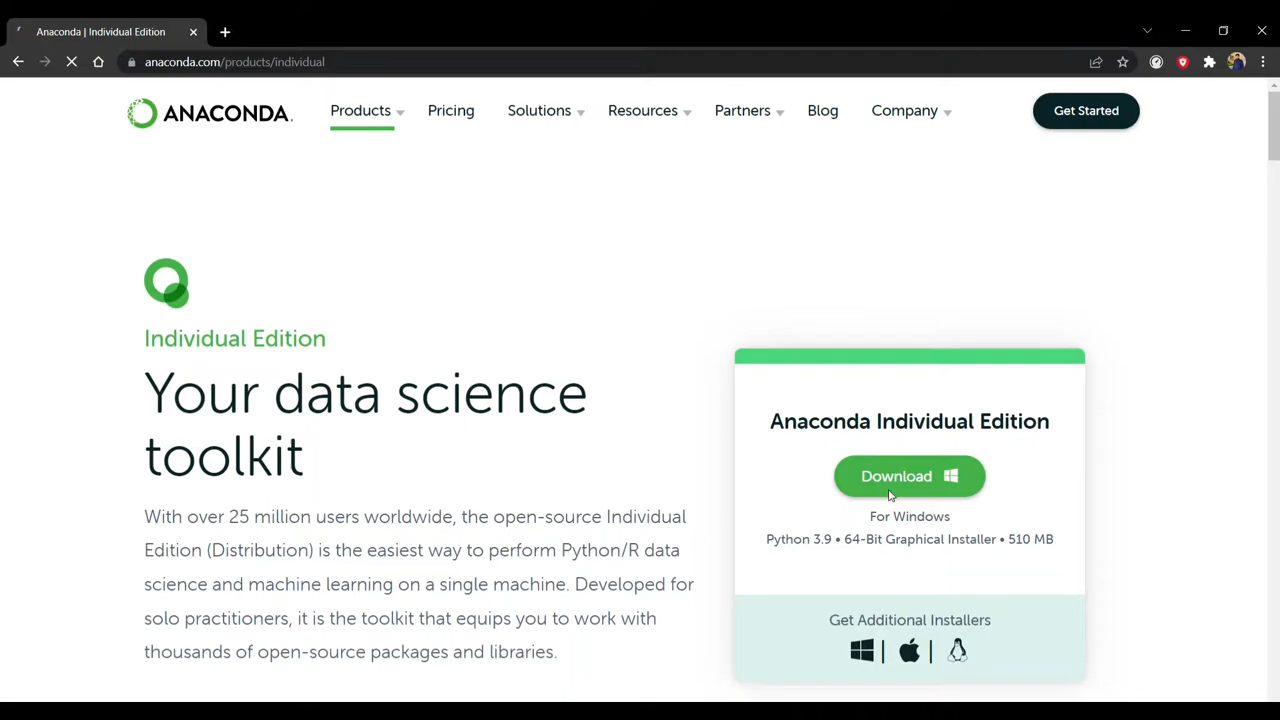 Anaconda | Individual Edition
anaconda.com/products/individual
ANACONDA.
Products
Pricing
Solutions
Resources
Partners
Blog
Company
Get Started
Individual Edition
Your data science
toolkit
With over 25 million users worldwide, the open-source Individual
Edition (Distribution) is the easiest way to perform Python/R data
science and machine learning on a single machine. Developed for
solo practitioners, it is the toolkit that equips you to work with
thousands of open-source packages and libraries.
Anaconda Individual Edition
Download
For Windows
Python 3.9 • 64-Bit Graphical Installer • 510 MB
Get Additional Installers